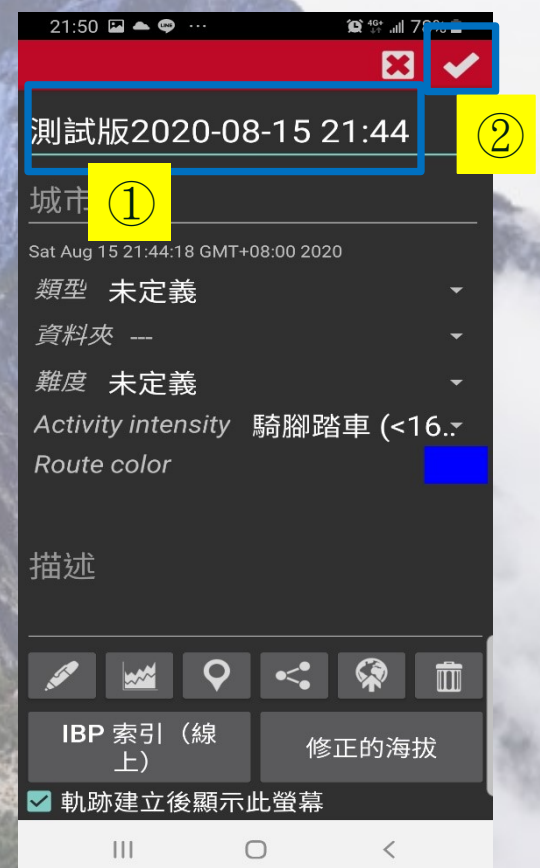 21:50 LINE ... 4G+ 78%
測試版2020-08-15 21:44
②
城市
①
Sat Aug 15 21:44:18 GMT+08:00 2020
類型 未定義
資料夾 ---
難度 未定義
Activity intensity 騎腳踏車 (<16..
Route color
描述
IBP 索引（線上）
修正的海拔
軌跡建立後顯示此螢幕